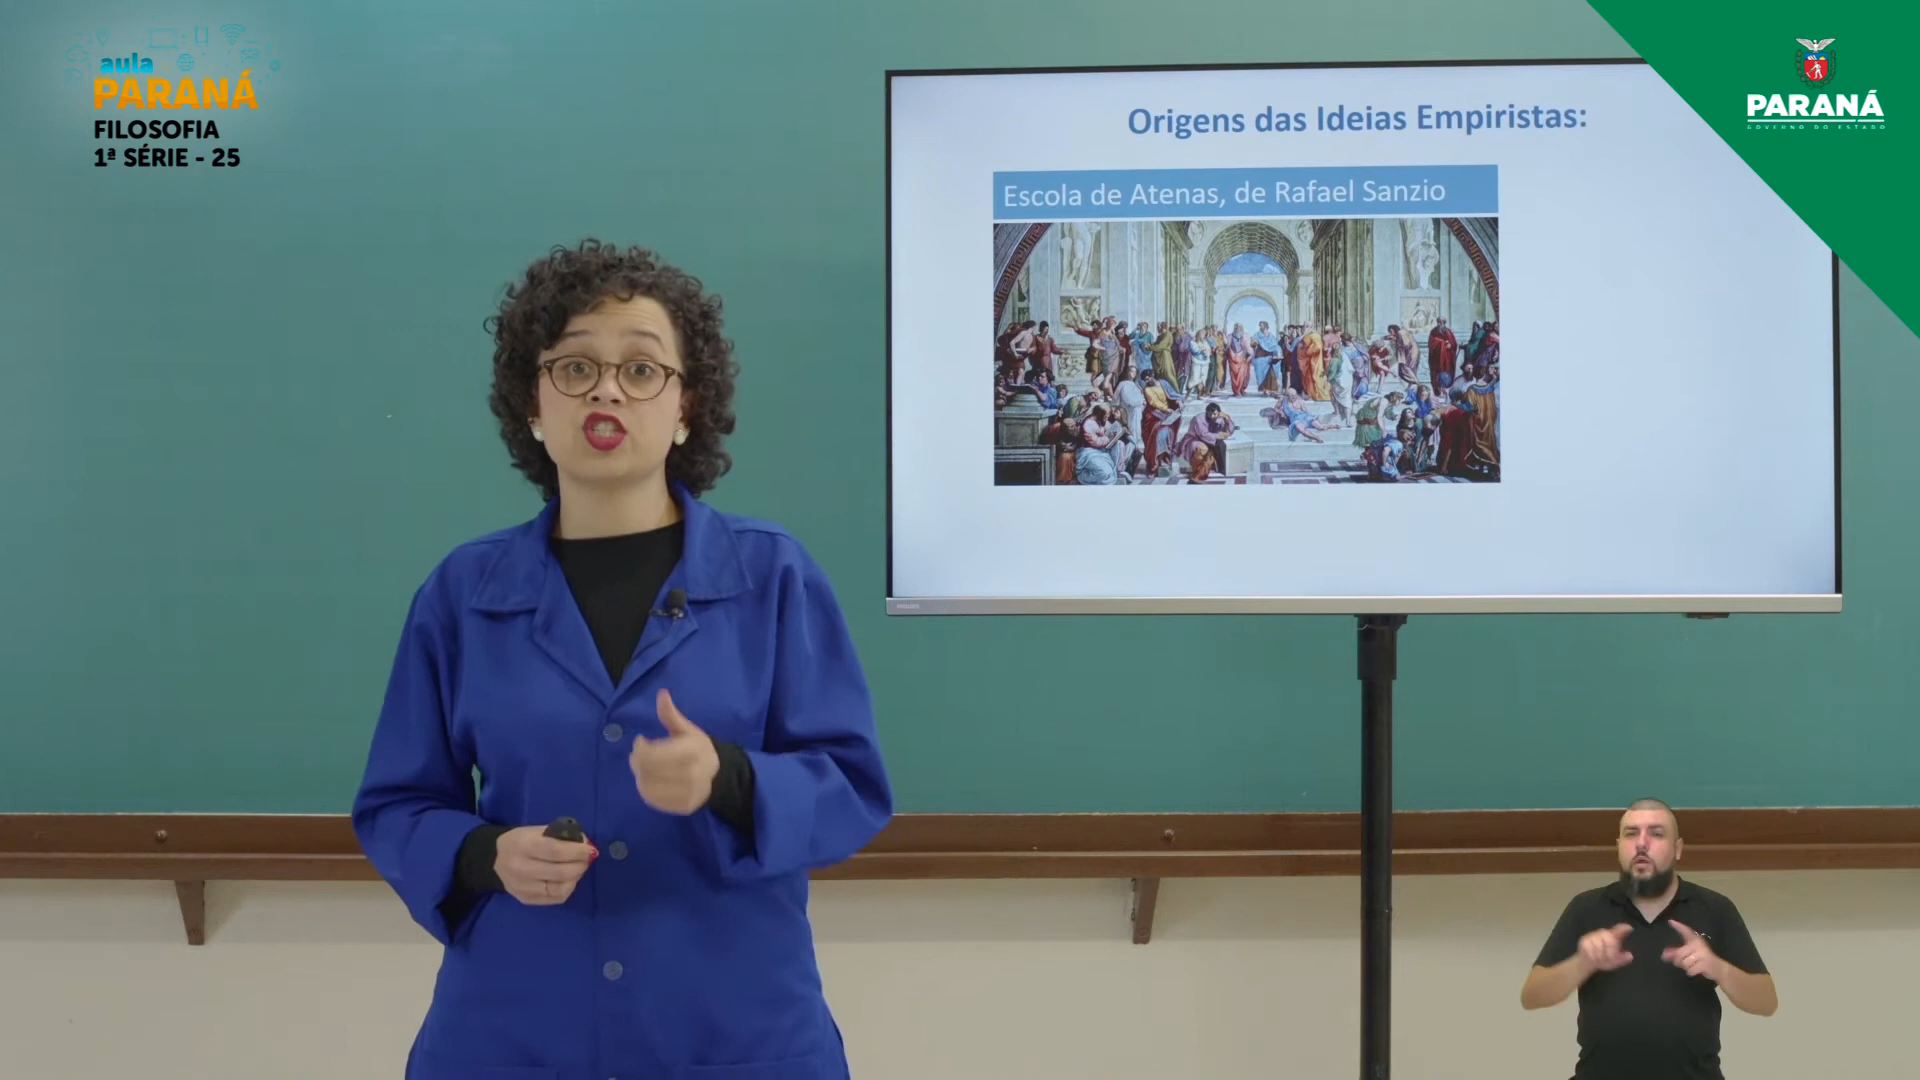 aula
PARANÁ
FILOSOFIA
1ª SÉRIE - 25
Origens das Ideias Empiristas:
Escola de Atenas, de Rafael Sanzio
PARANÁ
GOVERNO DO ESTADO